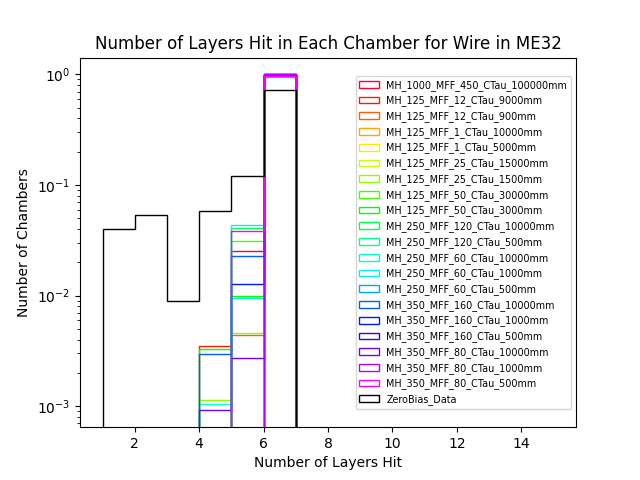 Number of Layers Hit in Each Chamber for Wire in ME32
Number of Chambers
10⁰
10⁻¹
10⁻²
10⁻³
MH_1000_MFF_450_CTau_100000mm
MH_125_MFF_12_CTau_9000mm
MH_125_MFF_12_CTau_900mm
MH_125_MFF_1_CTau_10000mm
MH_125_MFF_1_CTau_5000mm
MH_125_MFF_25_CTau_15000mm
MH_125_MFF_25_CTau_1500mm
MH_125_MFF_50_CTau_30000mm
MH_125_MFF_50_CTau_3000mm
MH_250_MFF_120_CTau_10000mm
MH_250_MFF_120_CTau_500mm
MH_250_MFF_60_CTau_10000mm
MH_250_MFF_60_CTau_1000mm
MH_250_MFF_60_CTau_500mm
MH_350_MFF_160_CTau_10000mm
MH_350_MFF_160_CTau_1000mm
MH_350_MFF_160_CTau_500mm
MH_350_MFF_80_CTau_10000mm
MH_350_MFF_80_CTau_1000mm
MH_350_MFF_80_CTau_500mm
ZeroBias_Data
2 4 6 8 10 12 14
Number of Layers Hit